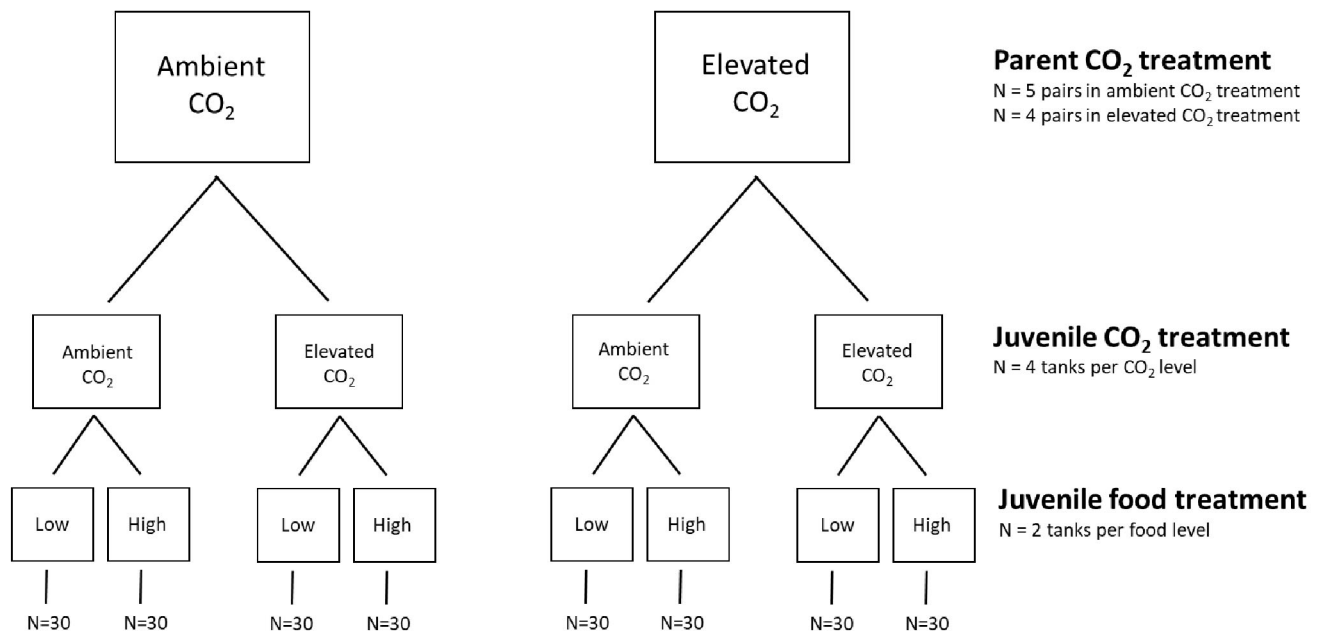 Ambient
CO₂
Elevated
CO₂
Parent CO₂ treatment
N = 5 pairs in ambient CO₂ treatment
N = 4 pairs in elevated CO₂ treatment
Ambient
CO₂
Elevated
CO₂
Ambient
CO₂
Elevated
CO₂
Juvenile CO₂ treatment
N = 4 tanks per CO₂ level
Low
High
Low
High
Low
High
Low
High
Juvenile food treatment
N = 2 tanks per food level
N=30
N=30
N=30
N=30
N=30
N=30
N=30
N=30